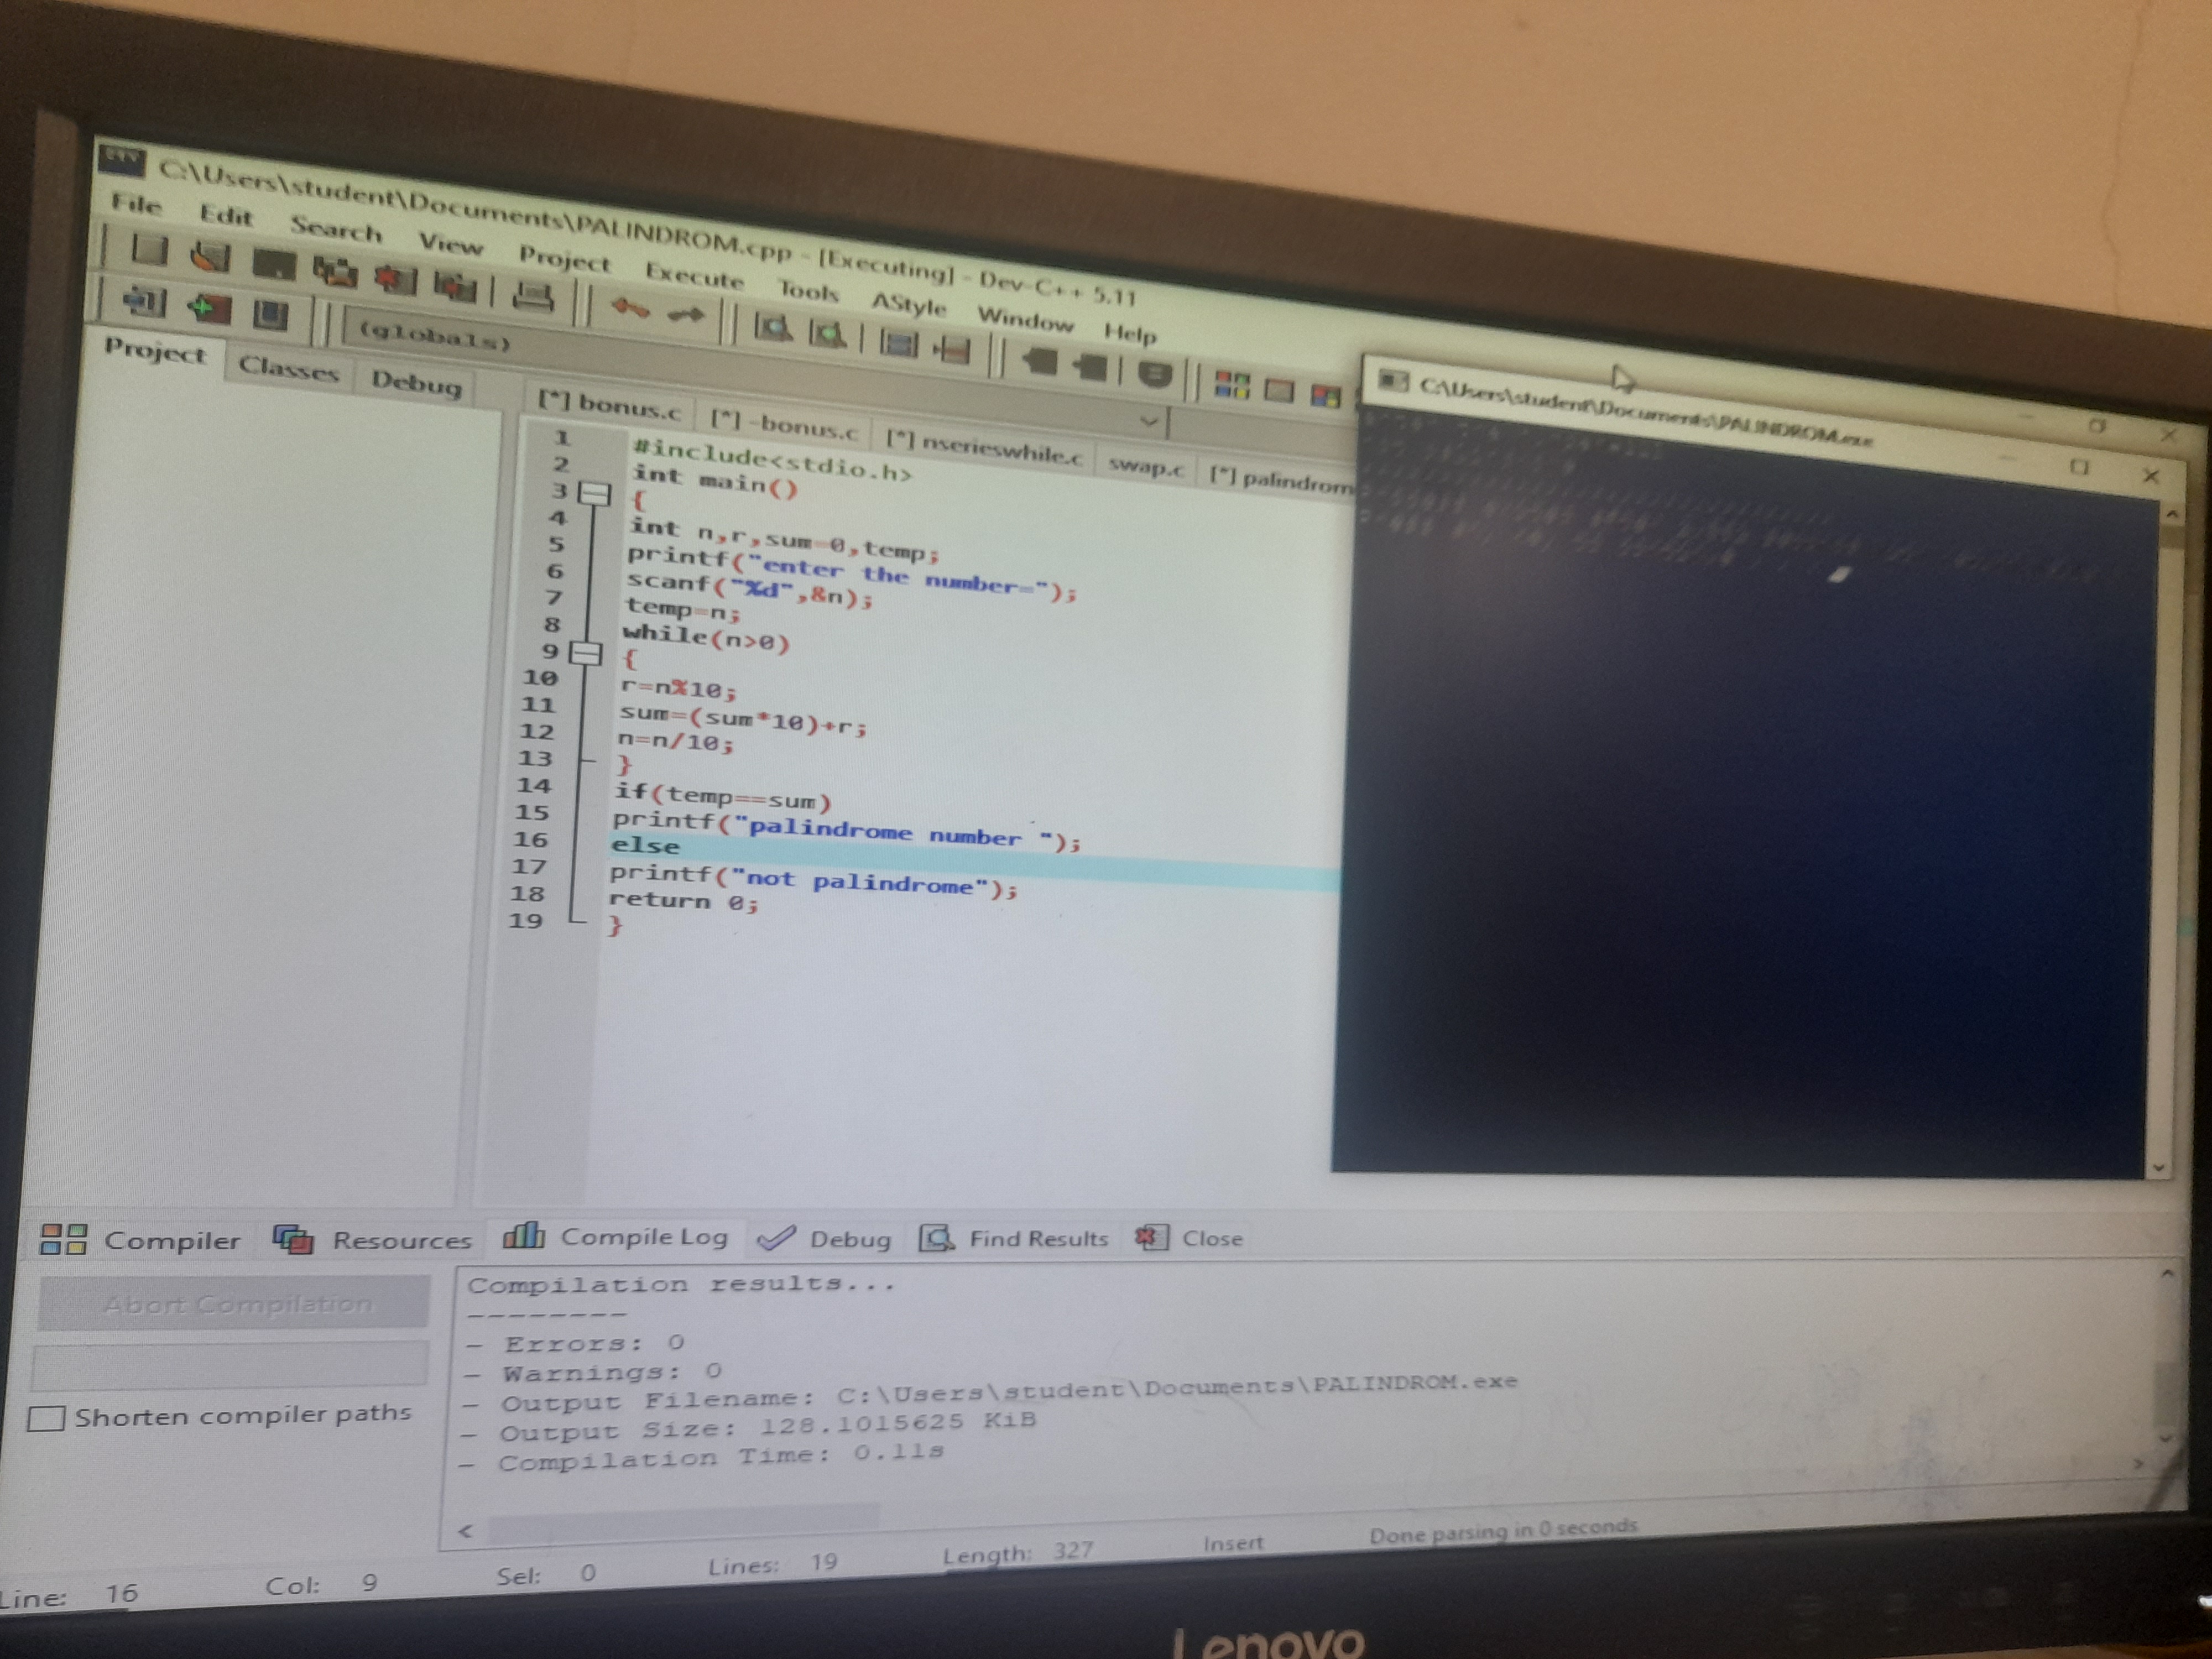 C:\Users\student\Documents\PALINDROM.cpp - [Executing] - Dev-C++ 5.11
File Edit Search View Project Execute Tools AStyle Window Help
(globals)
Project Classes Debug
[*] bonus.c [*] ~bonus.c [*] nserieswhile.c swap.c [*] palindrom
1 #include<stdio.h>
2 int main()
3 {
4 int n,r,sum=0,temp;
5 printf("enter the number=");
6 scanf("%d",&n);
7 temp=n;
8 while(n>0)
9 {
10 r=n%10;
11 sum=(sum*10)+r;
12 n=n/10;
13 }
14 if(temp==sum)
15 printf("palindrome number ");
16 else
17 printf("not palindrome");
18 return 0;
19 }
C:\Users\student\Documents\PALINDROM.exe
Compiler Resources Compile Log Debug Find Results Close
Abort Compilation
Shorten compiler paths
Compilation results...
--------
- Errors: 0
- Warnings: 0
- Output Filename: C:\Users\student\Documents\PALINDROM.exe
- Output Size: 128.1015625 KiB
- Compilation Time: 0.11s
Line: 16 Col: 9 Sel: 0 Lines: 19 Length: 327 Insert Done parsing in 0 seconds
Lenovo